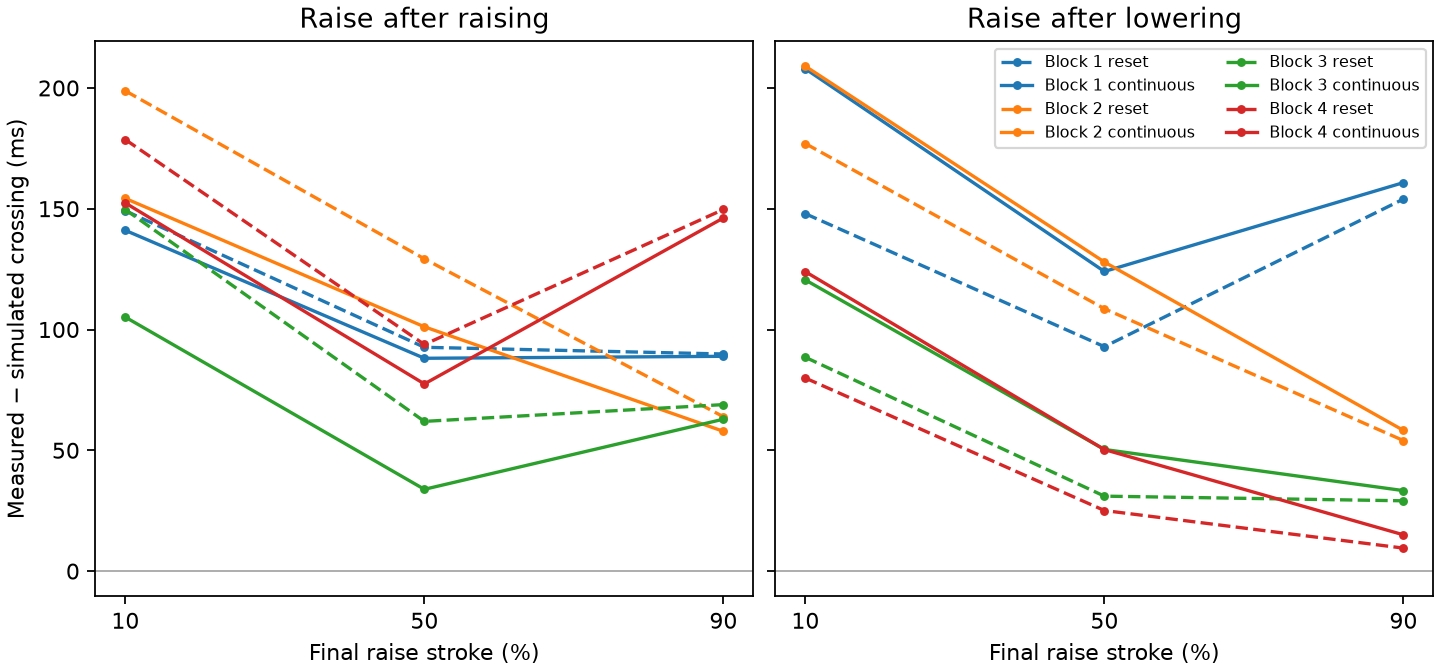 Raise after raising
Raise after lowering
Measured − simulated crossing (ms)
200
150
100
50
0
10
50
90
Final raise stroke (%)
Block 1 reset
Block 1 continuous
Block 2 reset
Block 2 continuous
Block 3 reset
Block 3 continuous
Block 4 reset
Block 4 continuous
10
50
90
Final raise stroke (%)